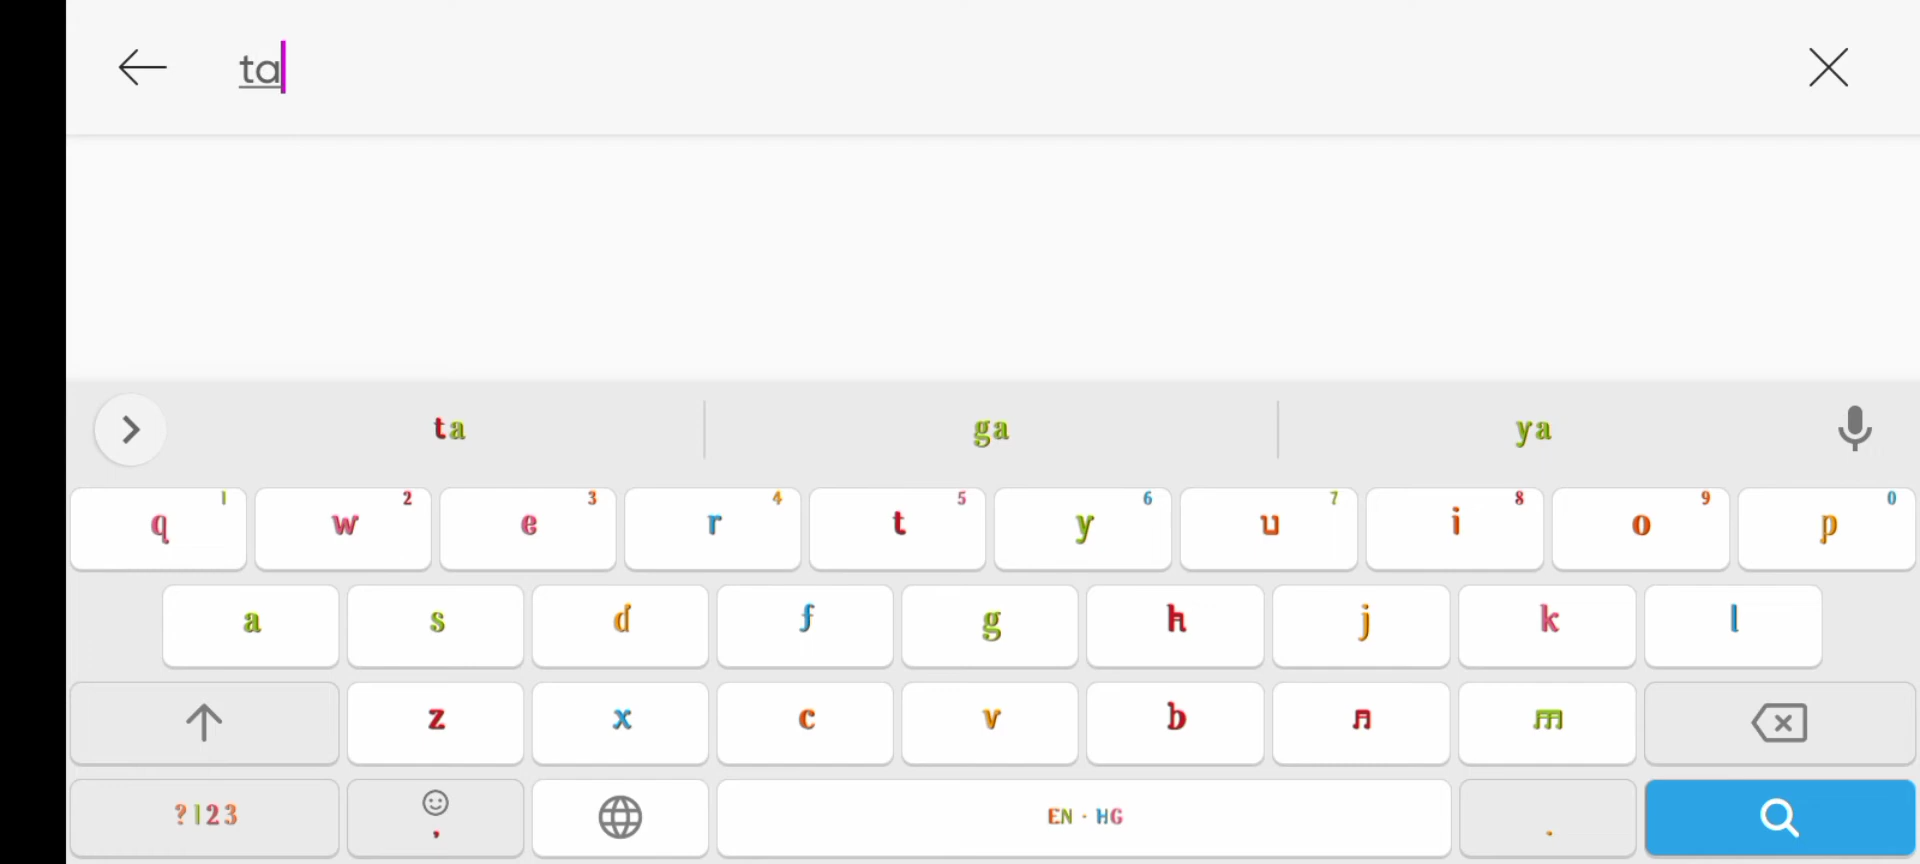 ta
ta ga ya
q 1 w 2 e 3 r 4 t 5 y 6 u 7 i 8 o 9 p 0
a s d f g h j k l
z x c v b n m
?123 , EN · HG .